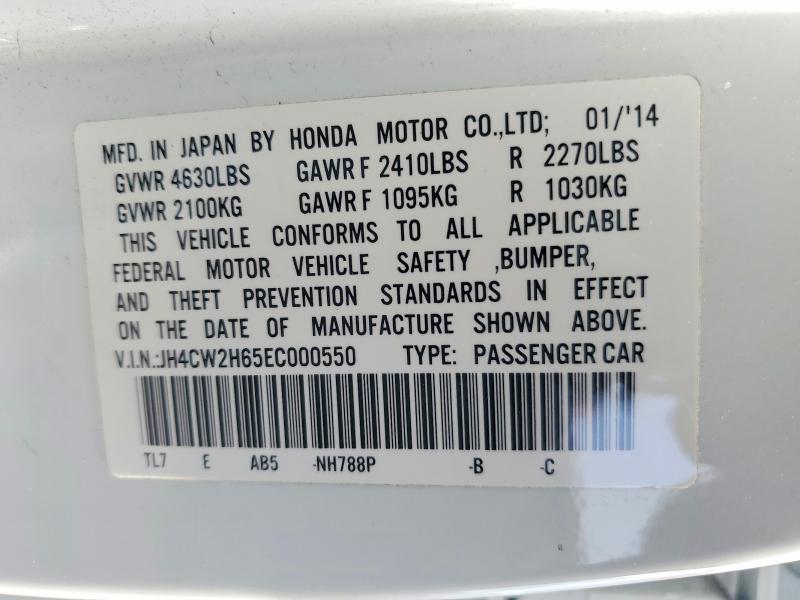 MFD. IN JAPAN BY HONDA MOTOR CO.,LTD; 01/'14
GVWR 4630LBS GAWR F 2410LBS R 2270LBS
GVWR 2100KG GAWR F 1095KG R 1030KG
THIS VEHICLE CONFORMS TO ALL APPLICABLE
FEDERAL MOTOR VEHICLE SAFETY ,BUMPER,
AND THEFT PREVENTION STANDARDS IN EFFECT
ON THE DATE OF MANUFACTURE SHOWN ABOVE.
V.I.N.:JH4CW2H65EC000550 TYPE: PASSENGER CAR
TL7 E AB5 -NH788P -B -C